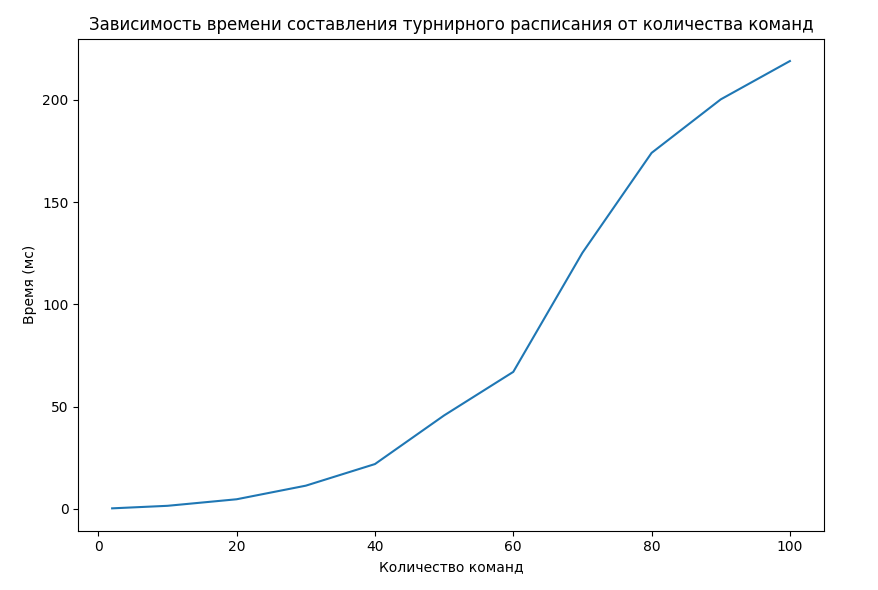 Зависимость времени составления турнирного расписания от количества команд
200
150
100
50
0
Время (мс)
0 20 40 60 80 100
Количество команд